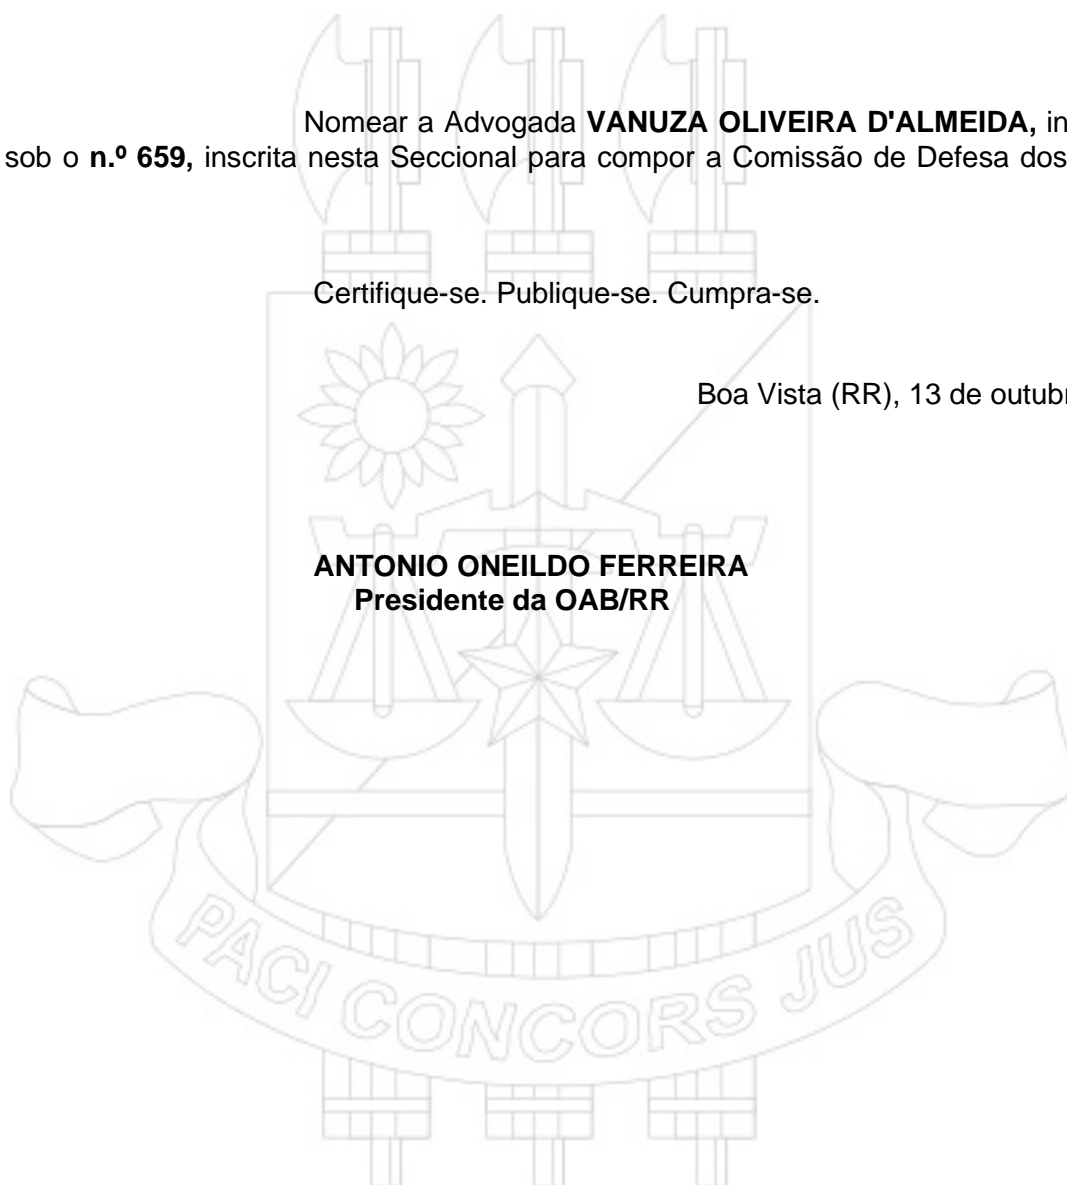 Nomear a Advogada VANUZA OLIVEIRA D'ALMEIDA, in
sob o n.º 659, inscrita nesta Seccional para compor a Comissão de Defesa dos
Certifique-se. Publique-se. Cumpra-se.
Boa Vista (RR), 13 de outubr
ANTONIO ONEILDO FERREIRA
Presidente da OAB/RR
PACI CONCORS JUS